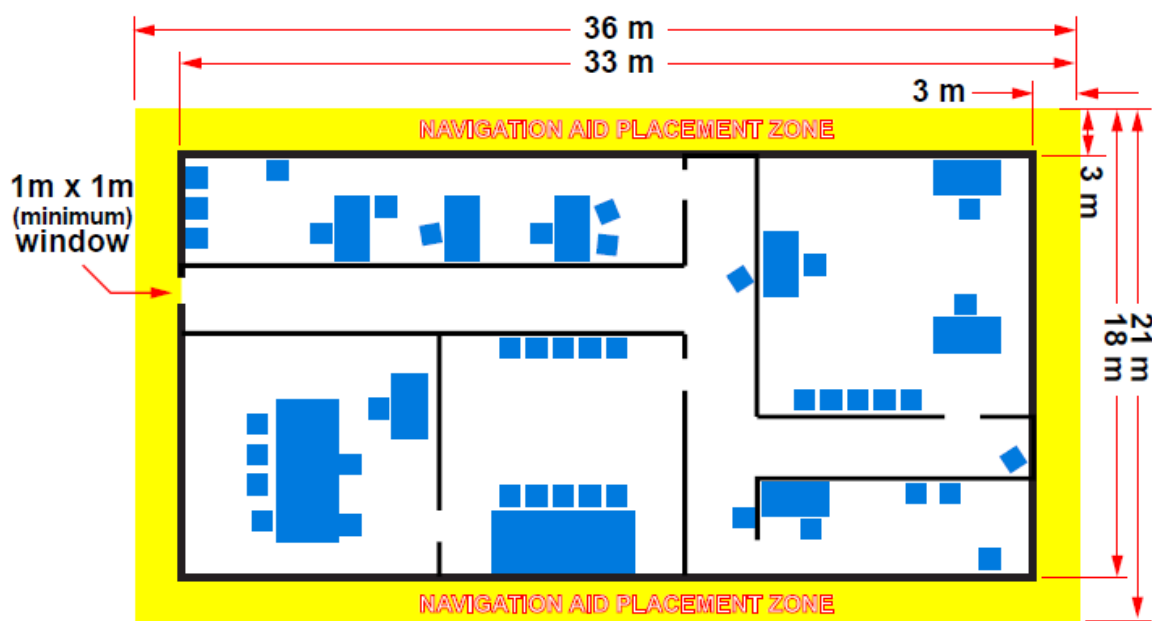 36 m
33 m
3 m
NAVIGATION AID PLACEMENT ZONE
3 m
1m x 1m
(minimum)
window
21 m
18 m
NAVIGATION AID PLACEMENT ZONE